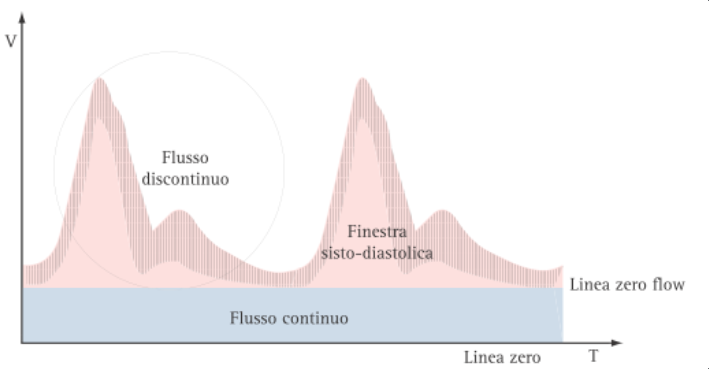 V
Flusso
discontinuo
Finestra
sisto-diastolica
Linea zero flow
Flusso continuo
Linea zero
T